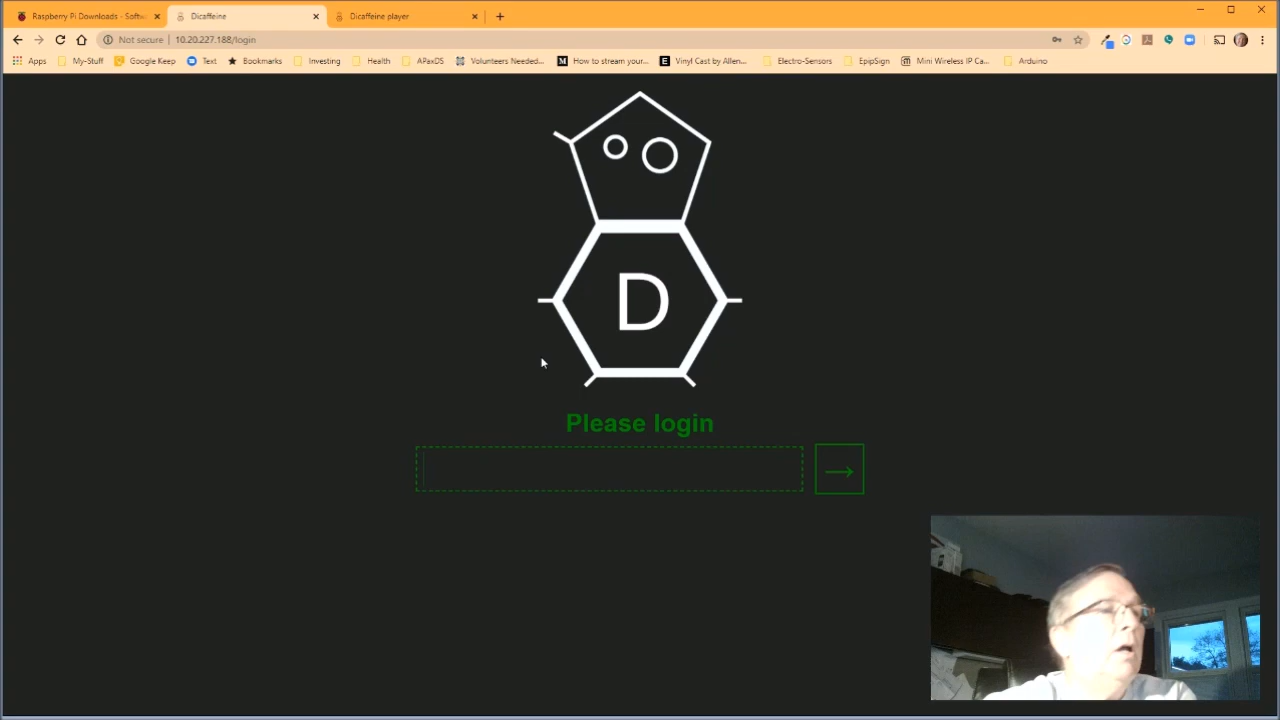 Raspberry Pi Downloads - Softw
Dicaffeine
Dicaffeine player
Not secure
10.20.227.188/login
Apps
My-Stuff
Google Keep
Text
Bookmarks
Investing
Health
APaxDS
Volunteers Needed...
How to stream your...
Vinyl Cast by Allen...
Electro-Sensors
EpipSign
Mini Wireless IP Ca...
Arduino
D
Please login